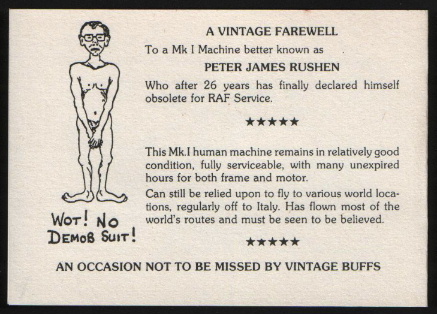 A VINTAGE FAREWELL
To a Mk I Machine better known as
PETER JAMES RUSHEN
Who after 26 years has finally declared himself
obsolete for RAF Service.
★★★★★
This Mk.I human machine remains in relatively good
condition, fully serviceable, with many unexpired
hours for both frame and motor.
Can still be relied upon to fly to various world loca-
tions, regularly off to Italy. Has flown most of the
world's routes and must be seen to be believed.
★★★★★
WOT! NO
DEMOB SUIT!
AN OCCASION NOT TO BE MISSED BY VINTAGE BUFFS